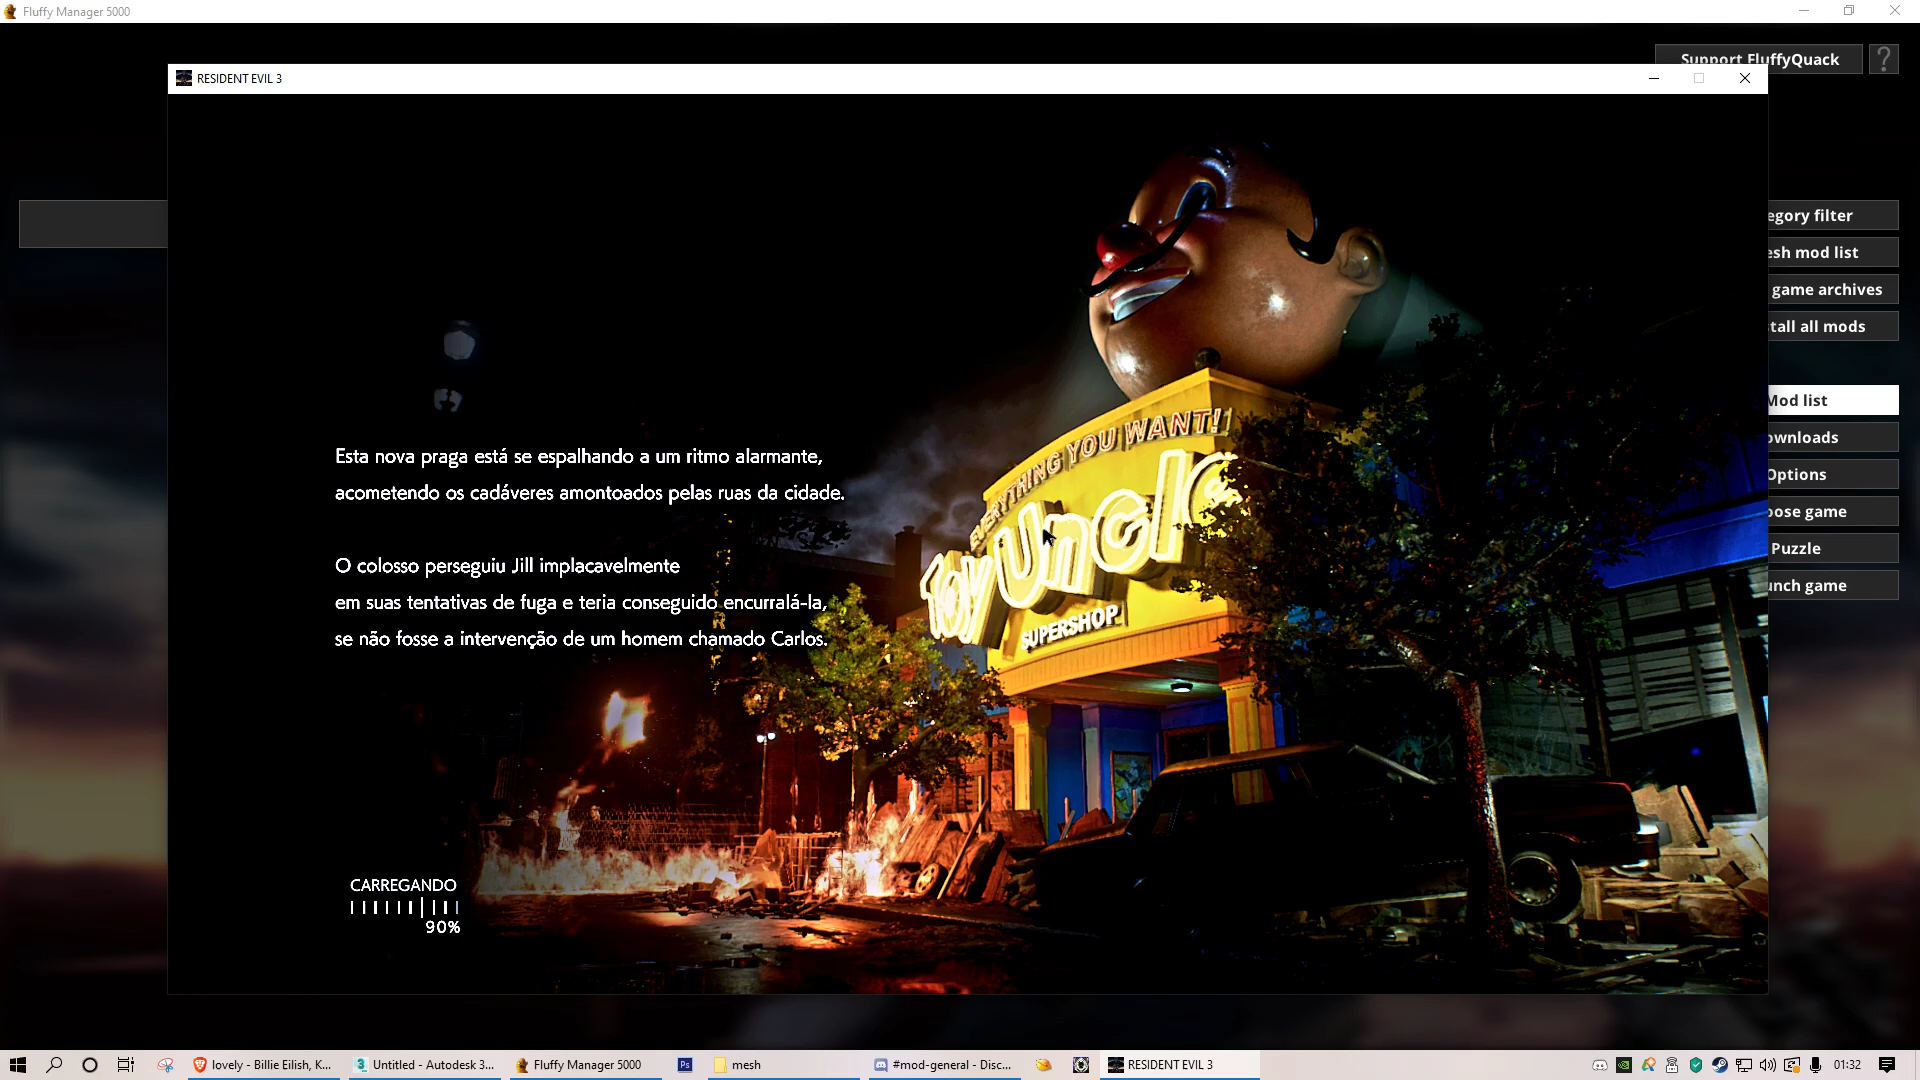 Fluffy Manager 5000
Support FluffyQuack
?
RESIDENT EVIL 3
egory filter
esh mod list
game archives
tall all mods
Mod list
ownloads
Options
oose game
Puzzle
unch game
EVERYTHING YOU WANT!
Toy Uncle
SUPERSHOP
Esta nova praga está se espalhando a um ritmo alarmante,
acometendo os cadáveres amontoados pelas ruas da cidade.
O colosso perseguiu Jill implacavelmente
em suas tentativas de fuga e teria conseguido encurralá-la,
se não fosse a intervenção de um homem chamado Carlos.
CARREGANDO
90%
lovely - Billie Eilish, K...
3
Untitled - Autodesk 3...
Fluffy Manager 5000
Ps
mesh
#mod-general - Disc...
RESIDENT EVIL 3
01:32